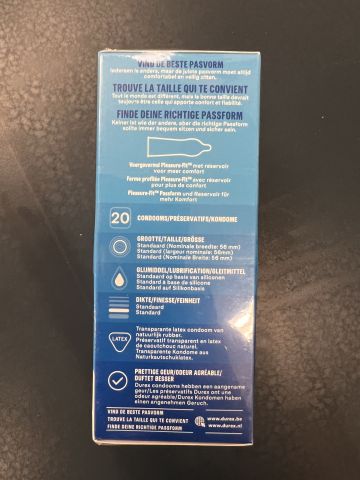 VIND DE BESTE PASVORM
Iedereen is anders, maar de juiste pasvorm moet altijd
comfortabel en veilig zitten.
TROUVE LA TAILLE QUI TE CONVIENT
Tout le monde est différent, mais la bonne taille devrait
toujours être celle qui apporte confort et fiabilité.
FINDE DEINE RICHTIGE PASSFORM
Keiner ist wie der andere, aber die richtige Passform
sollte immer bequem sitzen und sicher sein.
Voorgevormd Pleasure-Fit™ met reservoir
voor meer comfort
Forme profilée Pleasure-Fit™ avec réservoir
pour plus de confort
Pleasure-Fit™ Passform und Reservoir für
mehr Komfort
20 CONDOOMS/PRÉSERVATIFS/KONDOME
GROOTTE/TAILLE/GRÖSSE
Standaard (Nominale breedte: 56 mm)
Standard (largeur nominale: 56mm)
Standard (Nominale Breite: 56 mm)
GLIJMIDDEL/LUBRIFICATION/GLEITMITTEL
Standaard op basis van siliconen
Standard à base de silicone
Standard auf Silikonbasis
DIKTE/FINESSE/FEINHEIT
Standaard
Standard
LATEX
Transparante latex condoom van
natuurlijk rubber.
Préservatif transparent en latex
de caoutchouc naturel.
Transparente Kondome aus
Naturkautschuklatex.
PRETTIGE GEUR/ODEUR AGRÉABLE/
DUFTET BESSER
Durex condooms hebben een aangename
geur/Les préservatifs Durex ont une
odeur agréable/Durex Kondomen haben
einen angenehmen Geruch.
VIND DE BESTE PASVORM
TROUVE LA TAILLE QUI TE CONVIENT
FINDE DEINE RICHTIGE PASSFORM
www.durex.be
www.durex.nl